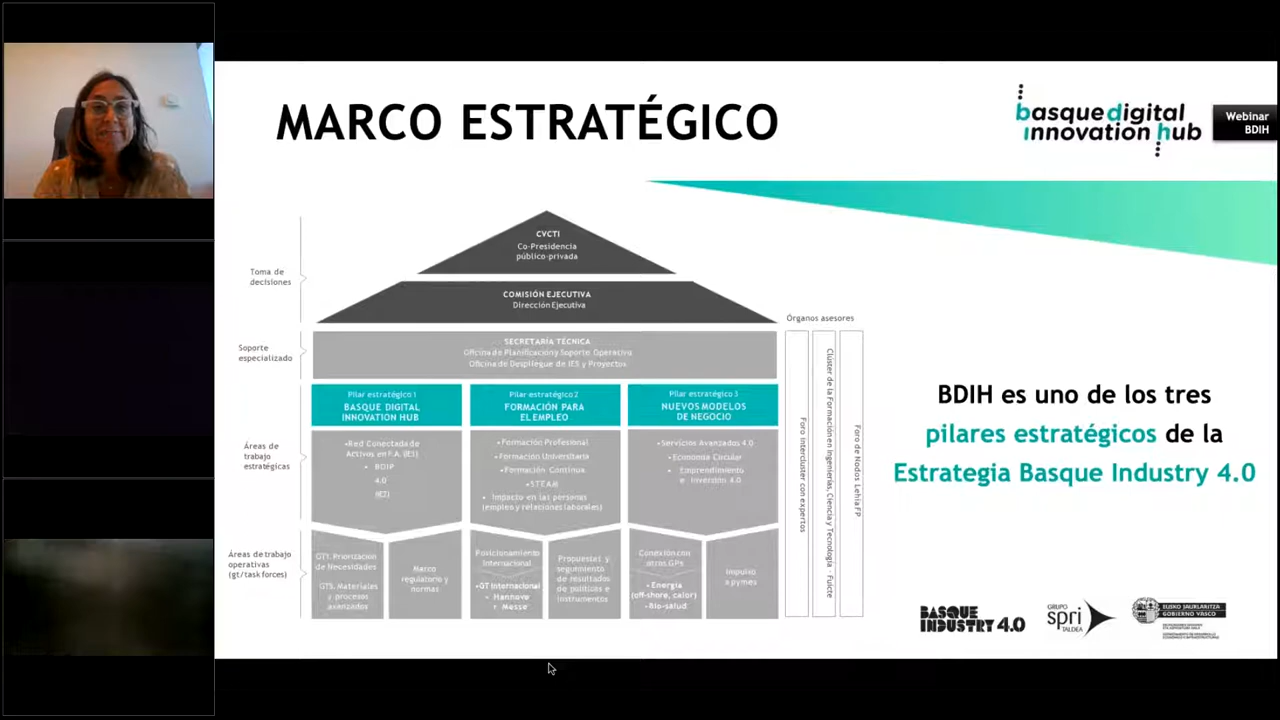 MARCO ESTRATÉGICO
basque digital
innovation hub
Webinar
BDIH
CVCTI
Co-Presidencia
público-privada
Toma de
decisiones
COMISIÓN EJECUTIVA
Dirección Ejecutiva
Órganos asesores
Soporte
especializado
SECRETARÍA TÉCNICA
Oficina de Planificación y Soporte Operativo
Oficina de Despliegue de IES y Proyectos
Pilar estratégico 1
BASQUE DIGITAL
INNOVATION HUB
Pilar estratégico 2
FORMACIÓN PARA
EL EMPLEO
Pilar estratégico 3
NUEVOS MODELOS
DE NEGOCIO
BDIH es uno de los tres
pilares estratégicos de la
Estrategia Basque Industry 4.0
Áreas de
trabajo
estratégicas
•Red Conectada de
Activos en F.A. (IES)
• BDIP
4.0
•Formación Profesional
•Formación Universitaria
•Formación Continua
•STEAM
• Impacto en las personas
(empleo y relaciones laborales)
•Servicios Avanzados 4.0
•Economía Circular
• Emprendimiento
e Inversión 4.0
Foro Intercluster con expertos
Clúster de la Formación en Ingenierías, Ciencia y Tecnología - Fuicte
Foro de Nodos Lehia FP
Áreas de trabajo
operativas
(gt/task forces)
GT1. Priorización
de Necesidades
GT5. Materiales
y procesos
avanzados
Marco
regulatorio y
normas
Posicionamiento
Internacional
•GT Internacional
• Hannove
r Messe
Propuestas y
seguimiento
de resultados
de políticas e
instrumentos
Conexión con
otros GPs
• Energía
(off-shore, calor)
• Bio-salud
Impulso
a pymes
BASQUE
INDUSTRY 4.0
GRUPO
spri
TALDEA
EUSKO JAURLARITZA
GOBIERNO VASCO